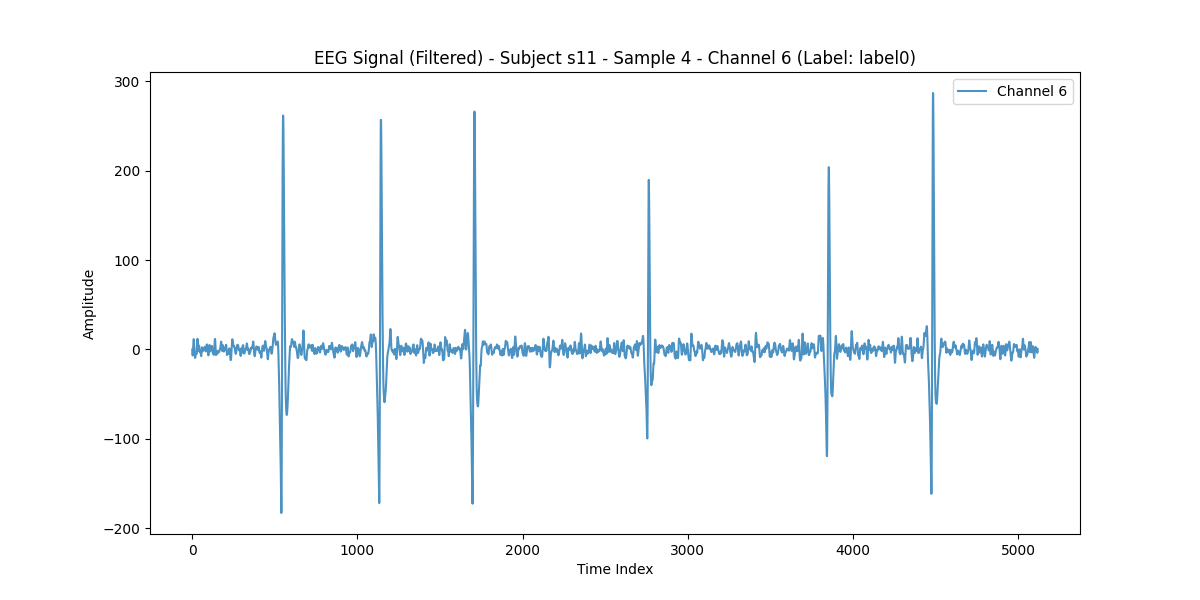 EEG Signal (Filtered) - Subject s11 - Sample 4 - Channel 6 (Label: label0)
Channel 6
300
200
100
0
−100
−200
Amplitude
0 1000 2000 3000 4000 5000
Time Index